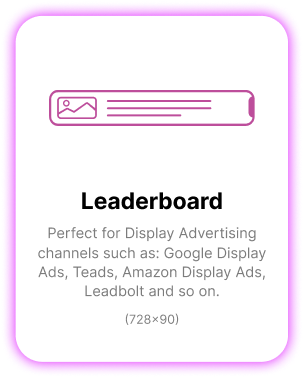 Leaderboard
Perfect for Display Advertising
channels such as: Google Display
Ads, Teads, Amazon Display Ads,
Leadbolt and so on.
(728×90)